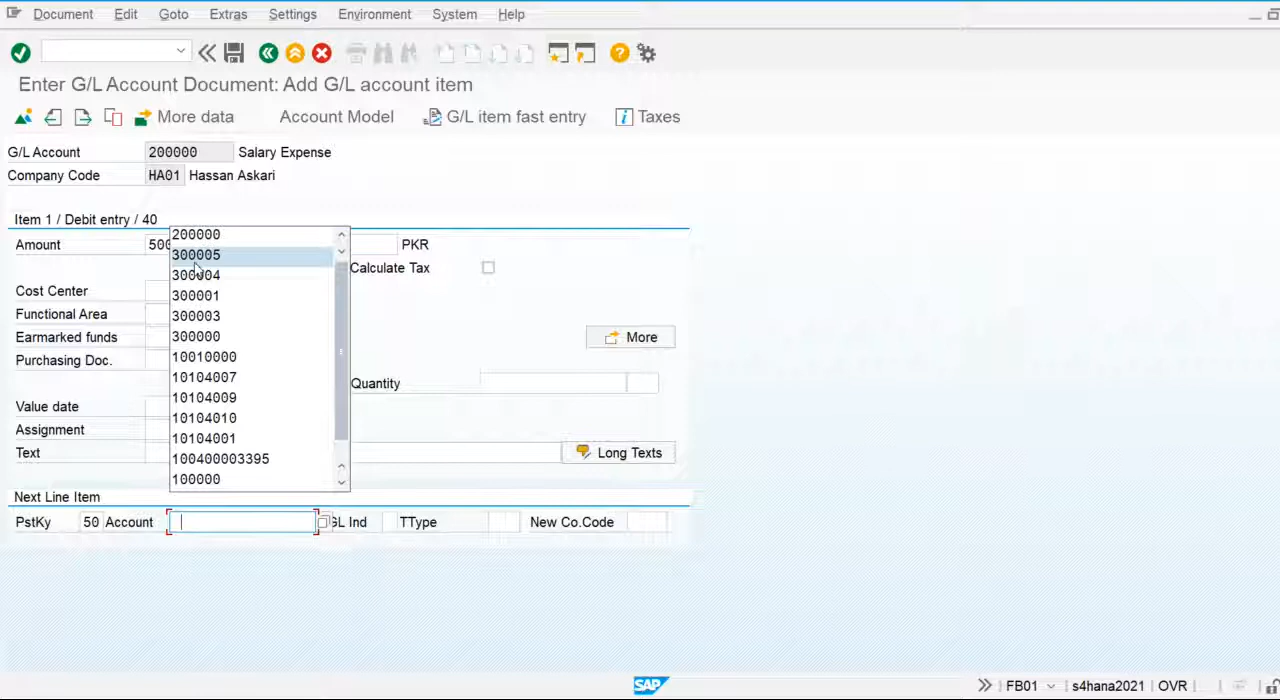 Document Edit Goto Extras Settings Environment System Help
Enter G/L Account Document: Add G/L account item
More data Account Model G/L item fast entry Taxes
G/L Account 200000 Salary Expense
Company Code HA01 Hassan Askari
Item 1 / Debit entry / 40
Amount 500 PKR
Calculate Tax
Cost Center
Functional Area
Earmarked funds More
Purchasing Doc.
Quantity
Value date
Assignment
Text Long Texts
200000
300005
300004
300001
300003
300000
10010000
10104007
10104009
10104010
10104001
100400003395
100000
Next Line Item
PstKy 50 Account GL Ind TType New Co.Code
SAP FB01 s4hana2021 OVR